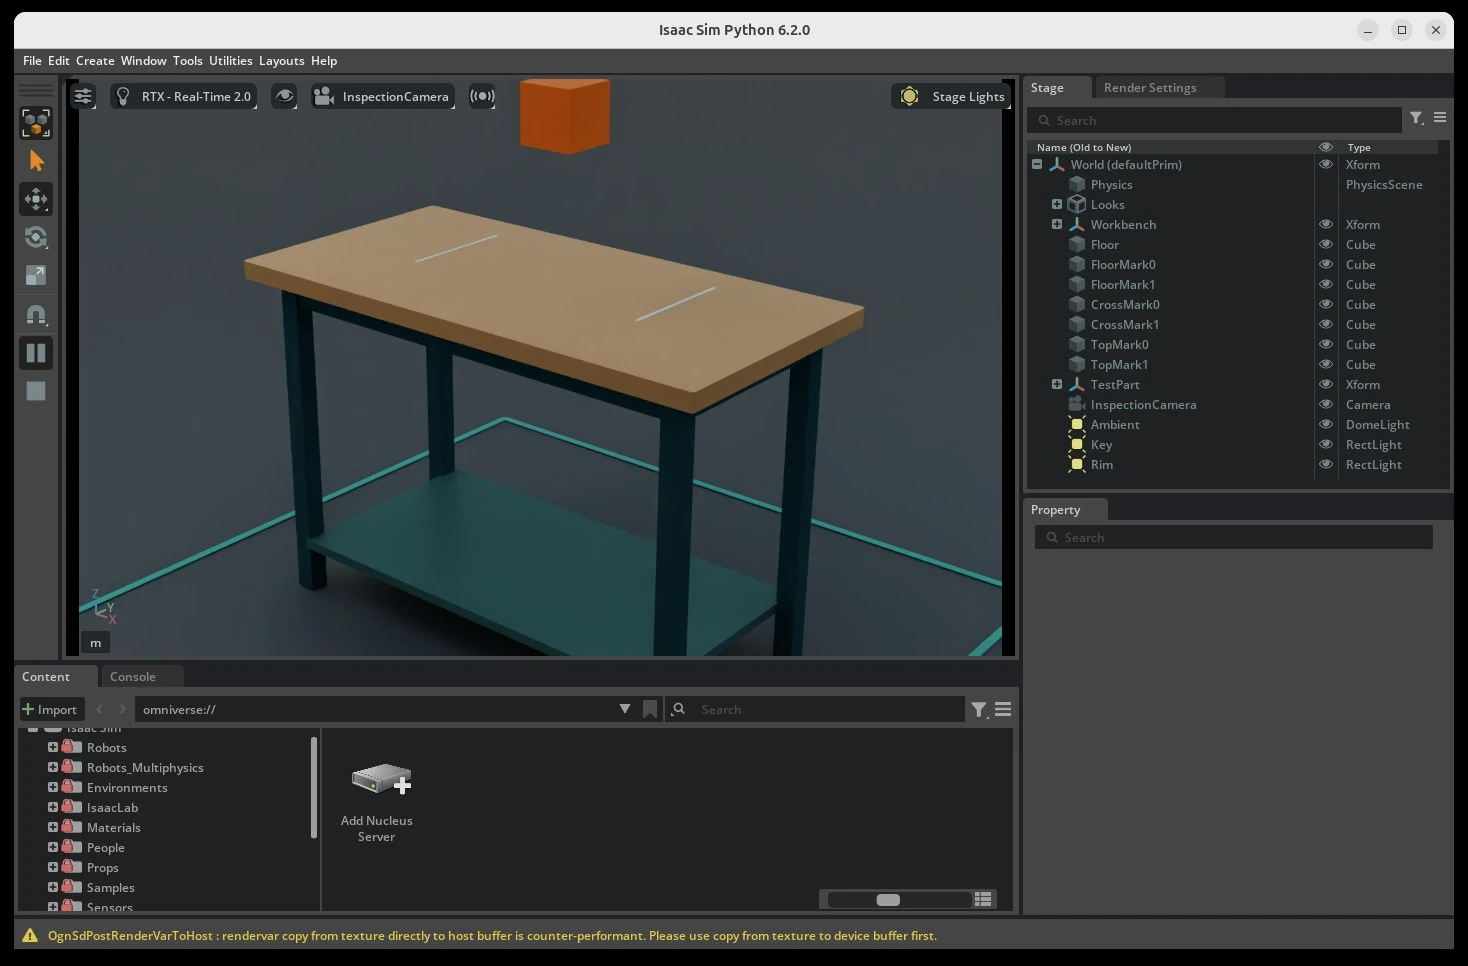 Isaac Sim Python 6.2.0
File Edit Create Window Tools Utilities Layouts Help
RTX - Real-Time 2.0
InspectionCamera
Stage Lights
Z
Y
X
m
Stage
Render Settings
Search
Name (Old to New)
Type
World (defaultPrim)
Xform
Physics
PhysicsScene
Looks
Workbench
Xform
Floor
Cube
FloorMark0
Cube
FloorMark1
Cube
CrossMark0
Cube
CrossMark1
Cube
TopMark0
Cube
TopMark1
Cube
TestPart
Xform
InspectionCamera
Camera
Ambient
DomeLight
Key
RectLight
Rim
RectLight
Property
Search
Content
Console
Import
omniverse://
Search
Isaac Sim
Robots
Robots_Multiphysics
Environments
IsaacLab
Materials
People
Props
Samples
Sensors
Add Nucleus
Server
OgnSdPostRenderVarToHost : rendervar copy from texture directly to host buffer is counter-performant. Please use copy from texture to device buffer first.